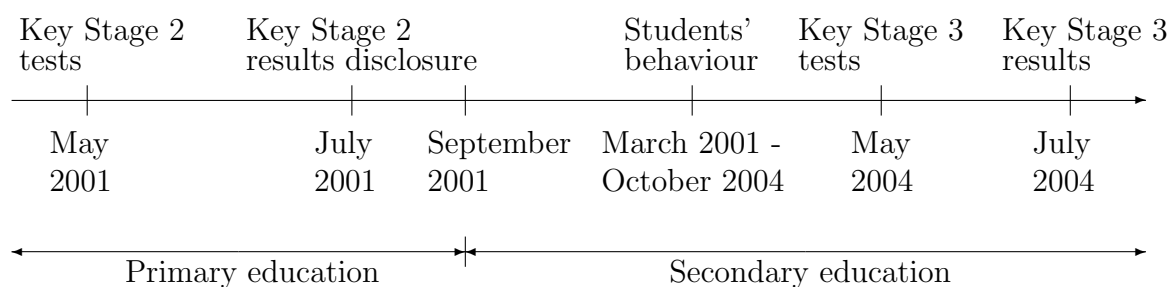 Key Stage 2
tests
Key Stage 2
results disclosure
Students'
behaviour
Key Stage 3
tests
Key Stage 3
results
May
2001
July
2001
September
2001
March 2001 -
October 2004
May
2004
July
2004
Primary education
Secondary education